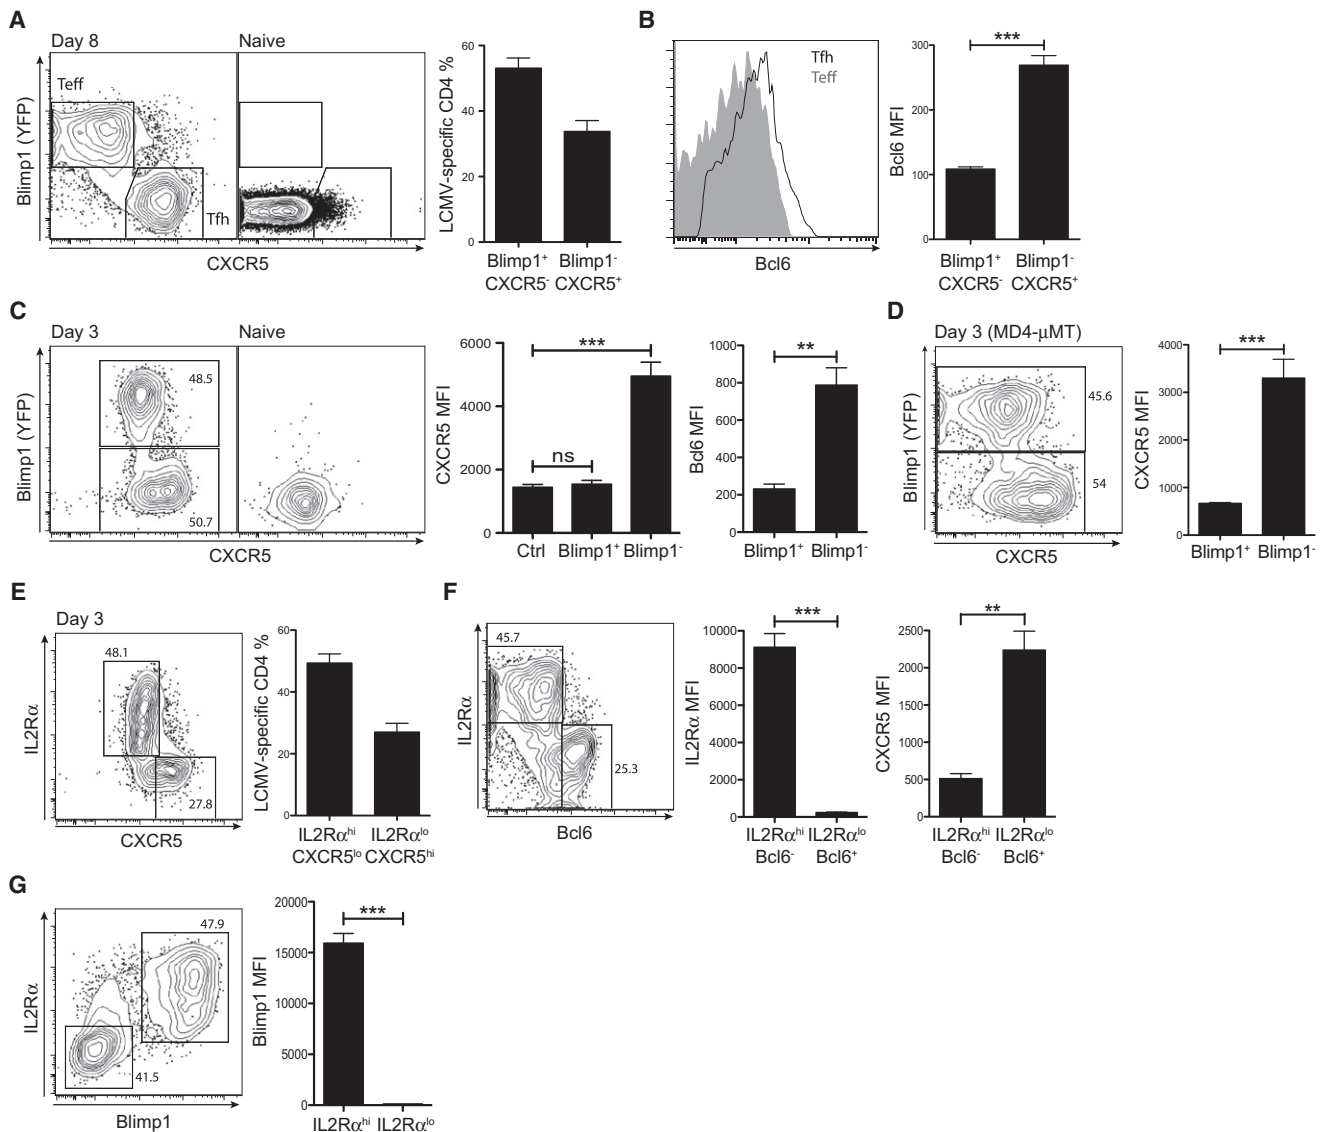 A
Day 8
Naive
Teff
Tfh
Blimp1 (YFP)
CXCR5
LCMV-specific CD4 %
60
40
20
0
Blimp1+ Blimp1-
CXCR5- CXCR5+
B
Tfh
Teff
Bcl6
Bcl6 MFI
300
200
100
0
***
Blimp1+ Blimp1-
CXCR5- CXCR5+
C
Day 3
Naive
48.5
50.7
Blimp1 (YFP)
CXCR5
CXCR5 MFI
6000
4000
2000
0
***
ns
Ctrl Blimp1+ Blimp1-
Bcl6 MFI
1000
800
600
400
200
0
**
Blimp1+ Blimp1-
D
Day 3 (MD4-μMT)
45.6
54
Blimp1 (YFP)
CXCR5
CXCR5 MFI
4000
3000
2000
1000
0
***
Blimp1+ Blimp1-
E
Day 3
48.1
27.8
IL2Rα
CXCR5
LCMV-specific CD4 %
60
40
20
0
IL2Rαhi IL2Rαlo
CXCR5lo CXCR5hi
F
45.7
25.3
IL2Rα
Bcl6
IL2Rα MFI
10000
8000
6000
4000
2000
0
***
IL2Rαhi IL2Rαlo
Bcl6- Bcl6+
CXCR5 MFI
2500
2000
1500
1000
500
0
**
IL2Rαhi IL2Rαlo
Bcl6- Bcl6+
G
47.9
41.5
IL2Rα
Blimp1
Blimp1 MFI
20000
15000
10000
5000
0
***
IL2Rαhi IL2Rαlo